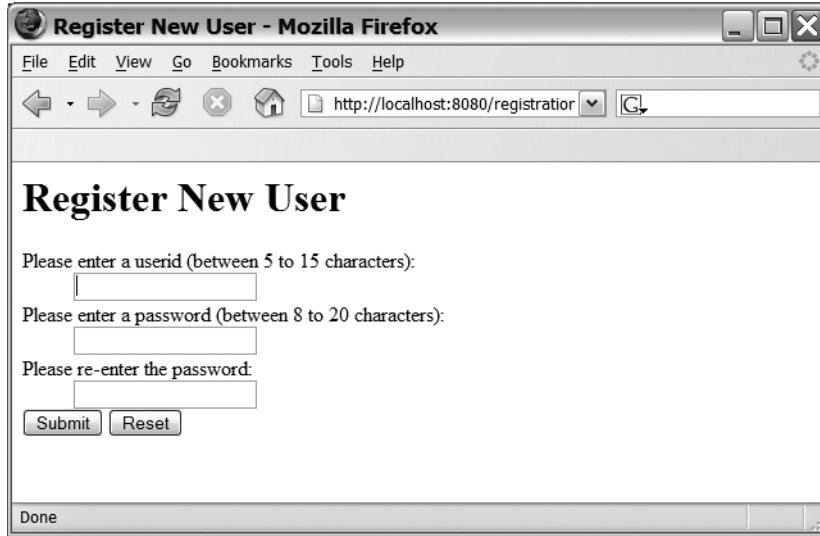 Register New User - Mozilla Firefox
File Edit View Go Bookmarks Tools Help
http://localhost:8080/registration G
Register New User
Please enter a userid (between 5 to 15 characters):
Please enter a password (between 8 to 20 characters):
Please re-enter the password:
Submit Reset
Done